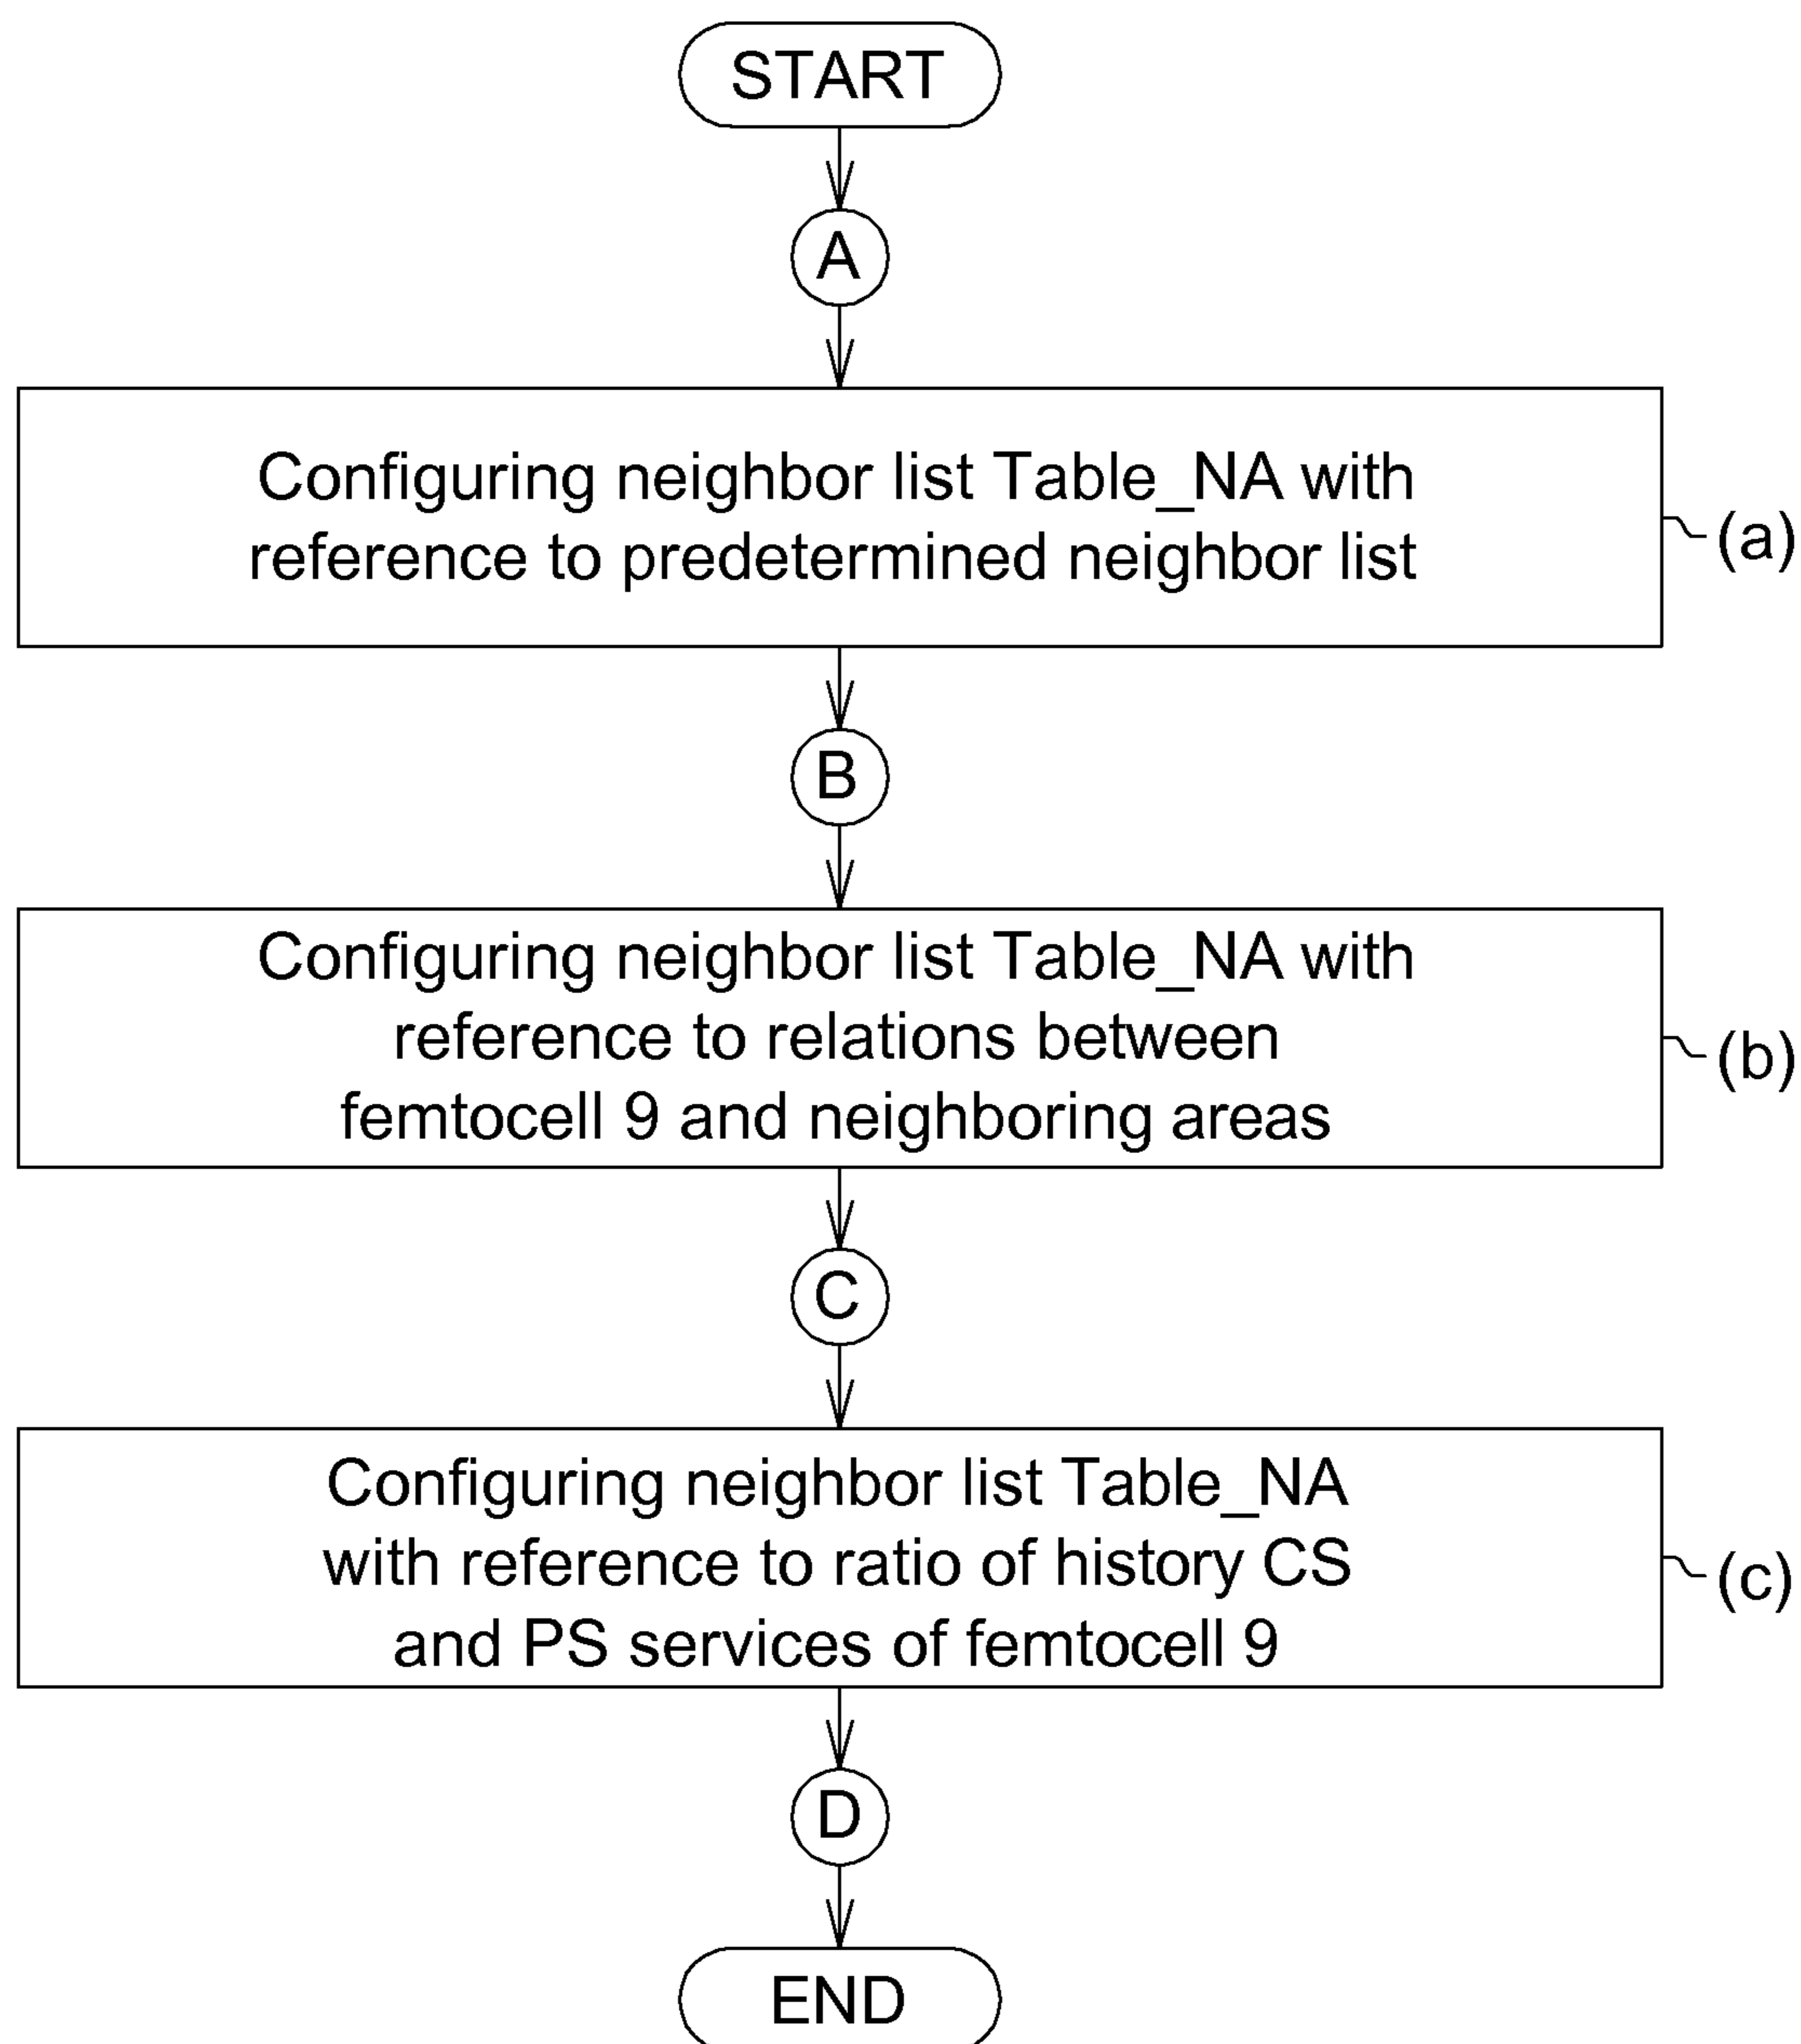 START
A
Configuring neighbor list Table_NA with
reference to predetermined neighbor list
(a)
B
Configuring neighbor list Table_NA with
reference to relations between
femtocell 9 and neighboring areas
(b)
C
Configuring neighbor list Table_NA
with reference to ratio of history CS
and PS services of femtocell 9
(c)
D
END